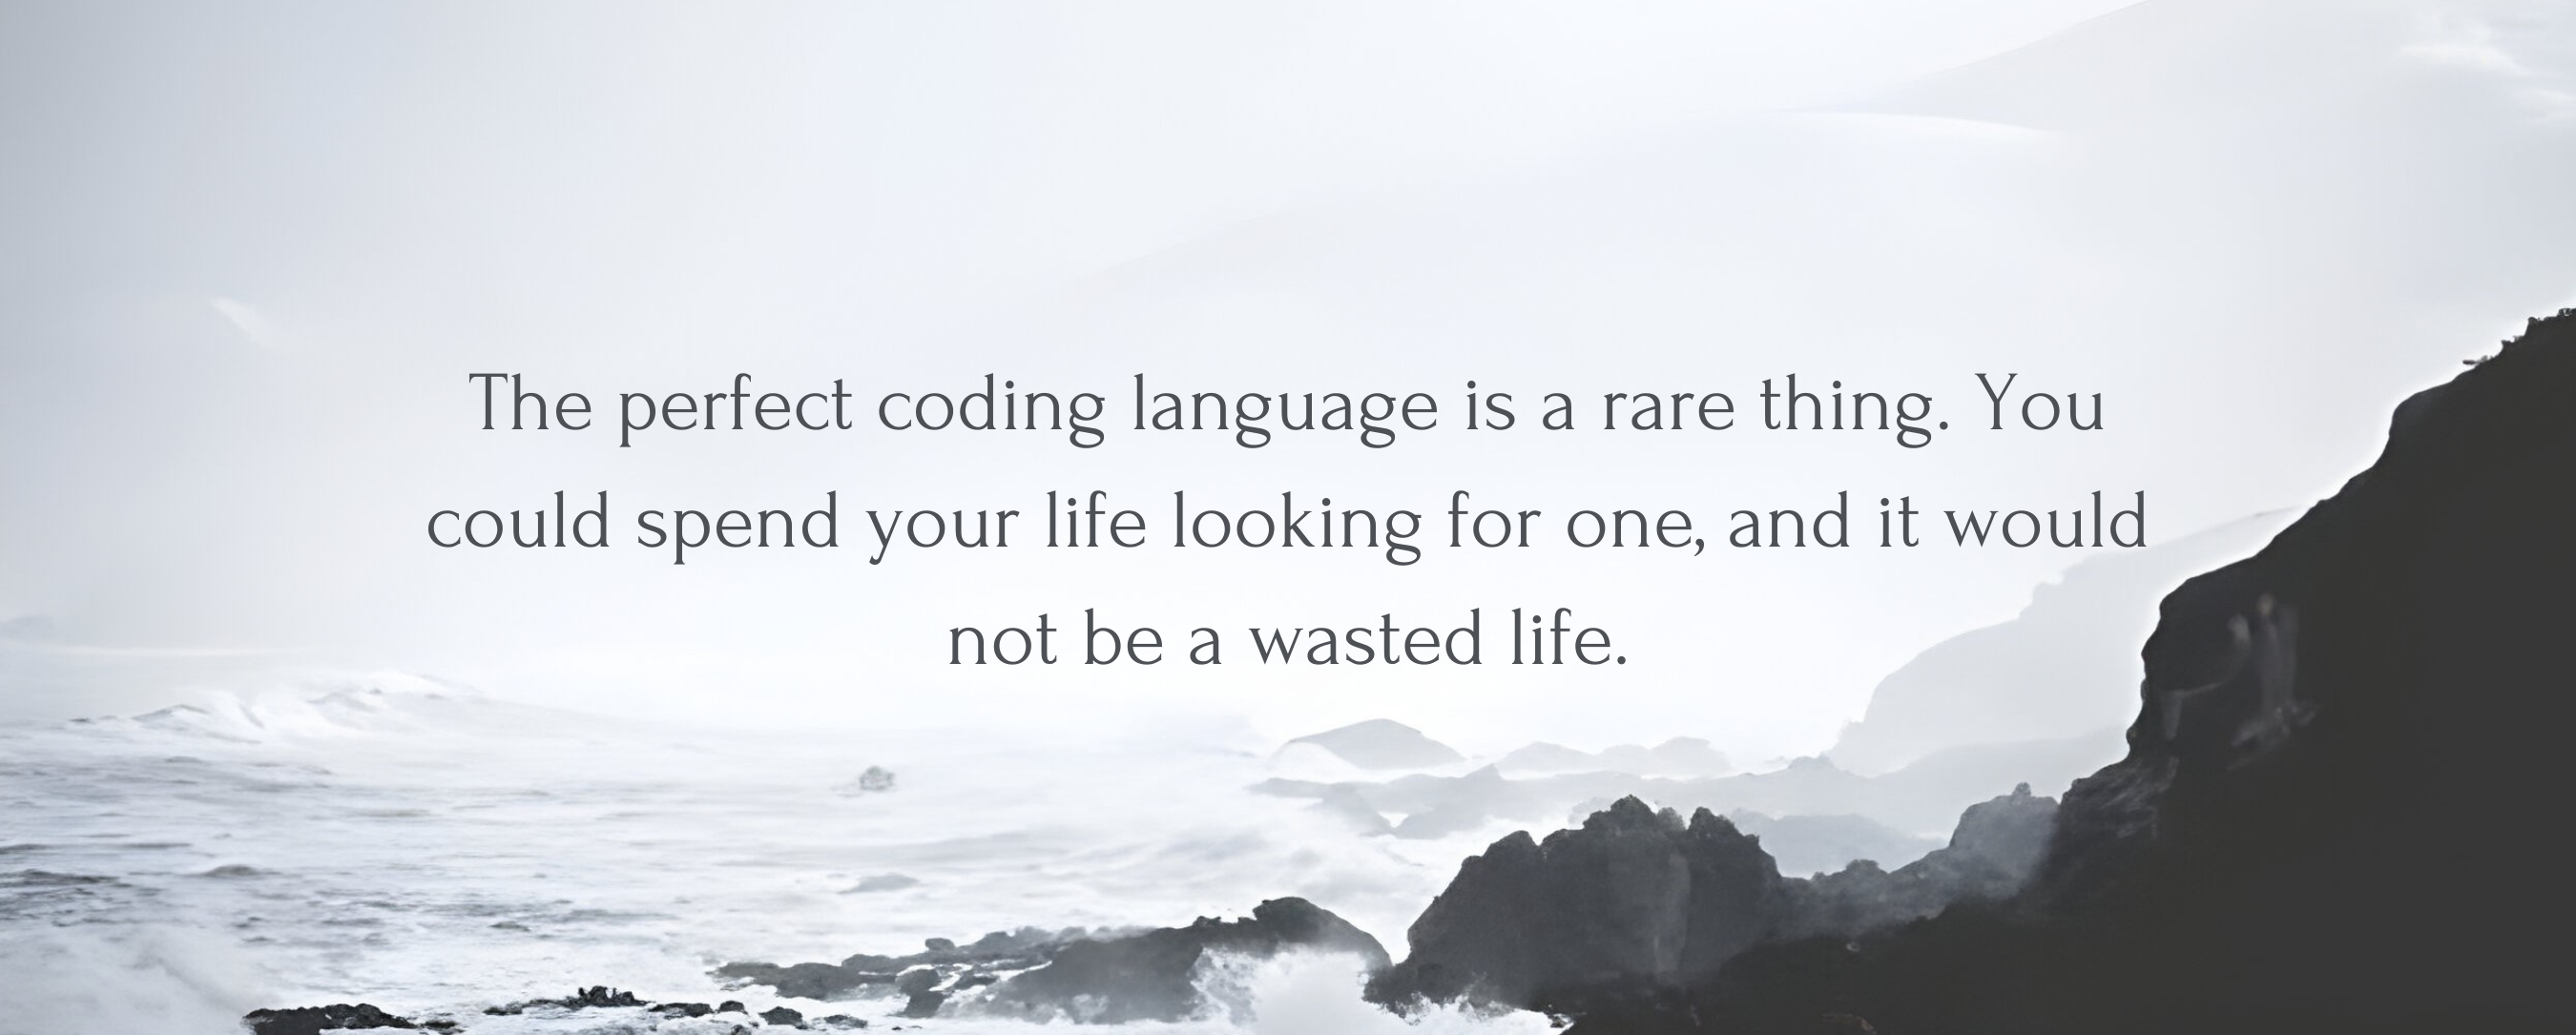 The perfect coding language is a rare thing. You
could spend your life looking for one, and it would
not be a wasted life.